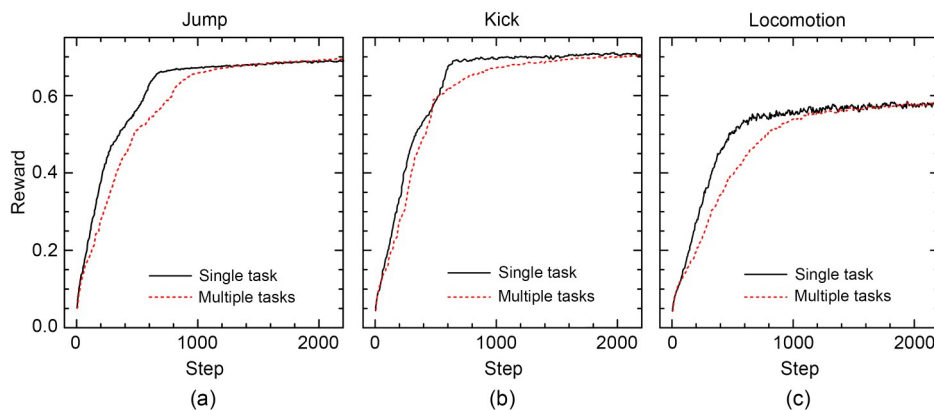 Jump
Kick
Locomotion
Reward
0.6
0.4
0.2
0.0
Single task
Multiple tasks
Single task
Multiple tasks
Single task
Multiple tasks
0 1000 2000
0 1000 2000
0 1000 2000
Step
Step
Step
(a)
(b)
(c)